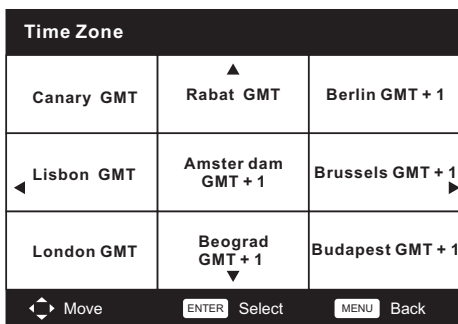 Time Zone
Canary GMT
Rabat GMT
Berlin GMT + 1
Lisbon GMT
Amster dam
GMT + 1
Brussels GMT + 1
London GMT
Beograd
GMT + 1
Budapest GMT + 1
Move
ENTER Select
MENU Back